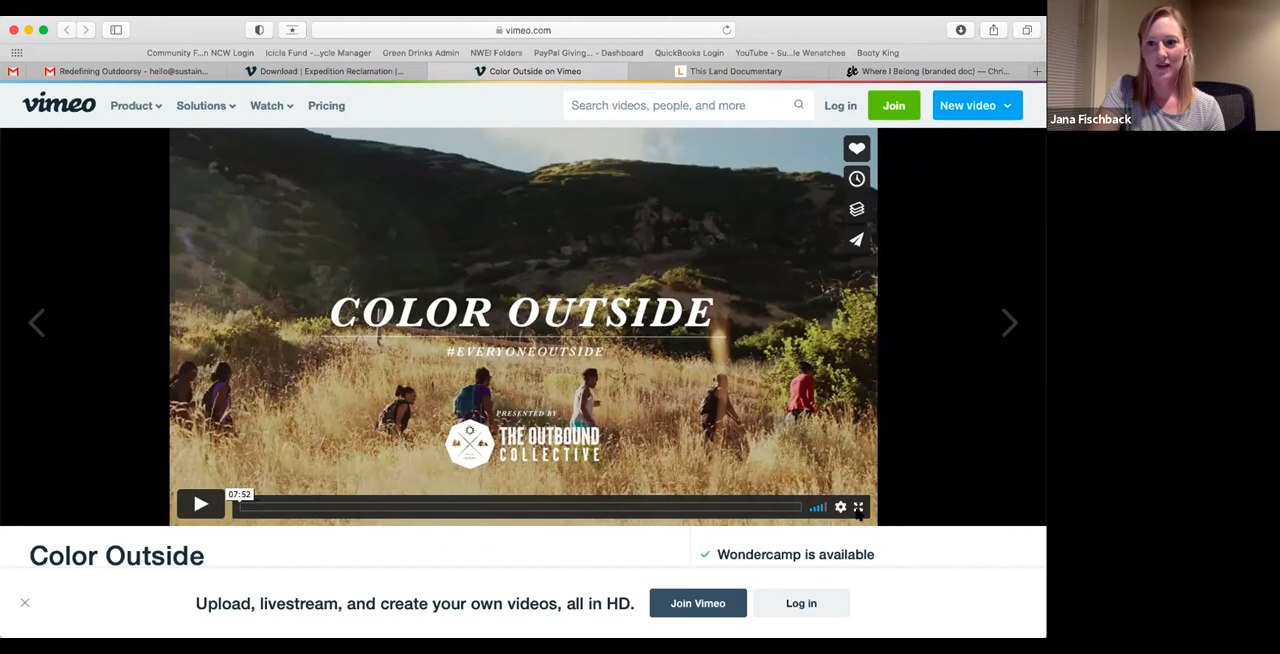 vimeo.com
Community F...n NCW Login Icicle Fund -...ycle Manager Green Drinks Admin NWEI Folders PayPal Giving... - Dashboard QuickBooks Login YouTube - Su...le Wenatchee Booty King
Redefining Outdoorsy - hello@sustain... Download | Expedition Reclamation |... Color Outside on Vimeo This Land Documentary Where I Belong (branded doc) — Chri...
vimeo Product Solutions Watch Pricing Search videos, people, and more Log in Join New video
Jana Fischback
COLOR OUTSIDE
#EVERYONEOUTSIDE
PRESENTED BY
THE OUTBOUND
COLLECTIVE
07:52
Color Outside
Wondercamp is available
Upload, livestream, and create your own videos, all in HD. Join Vimeo Log in